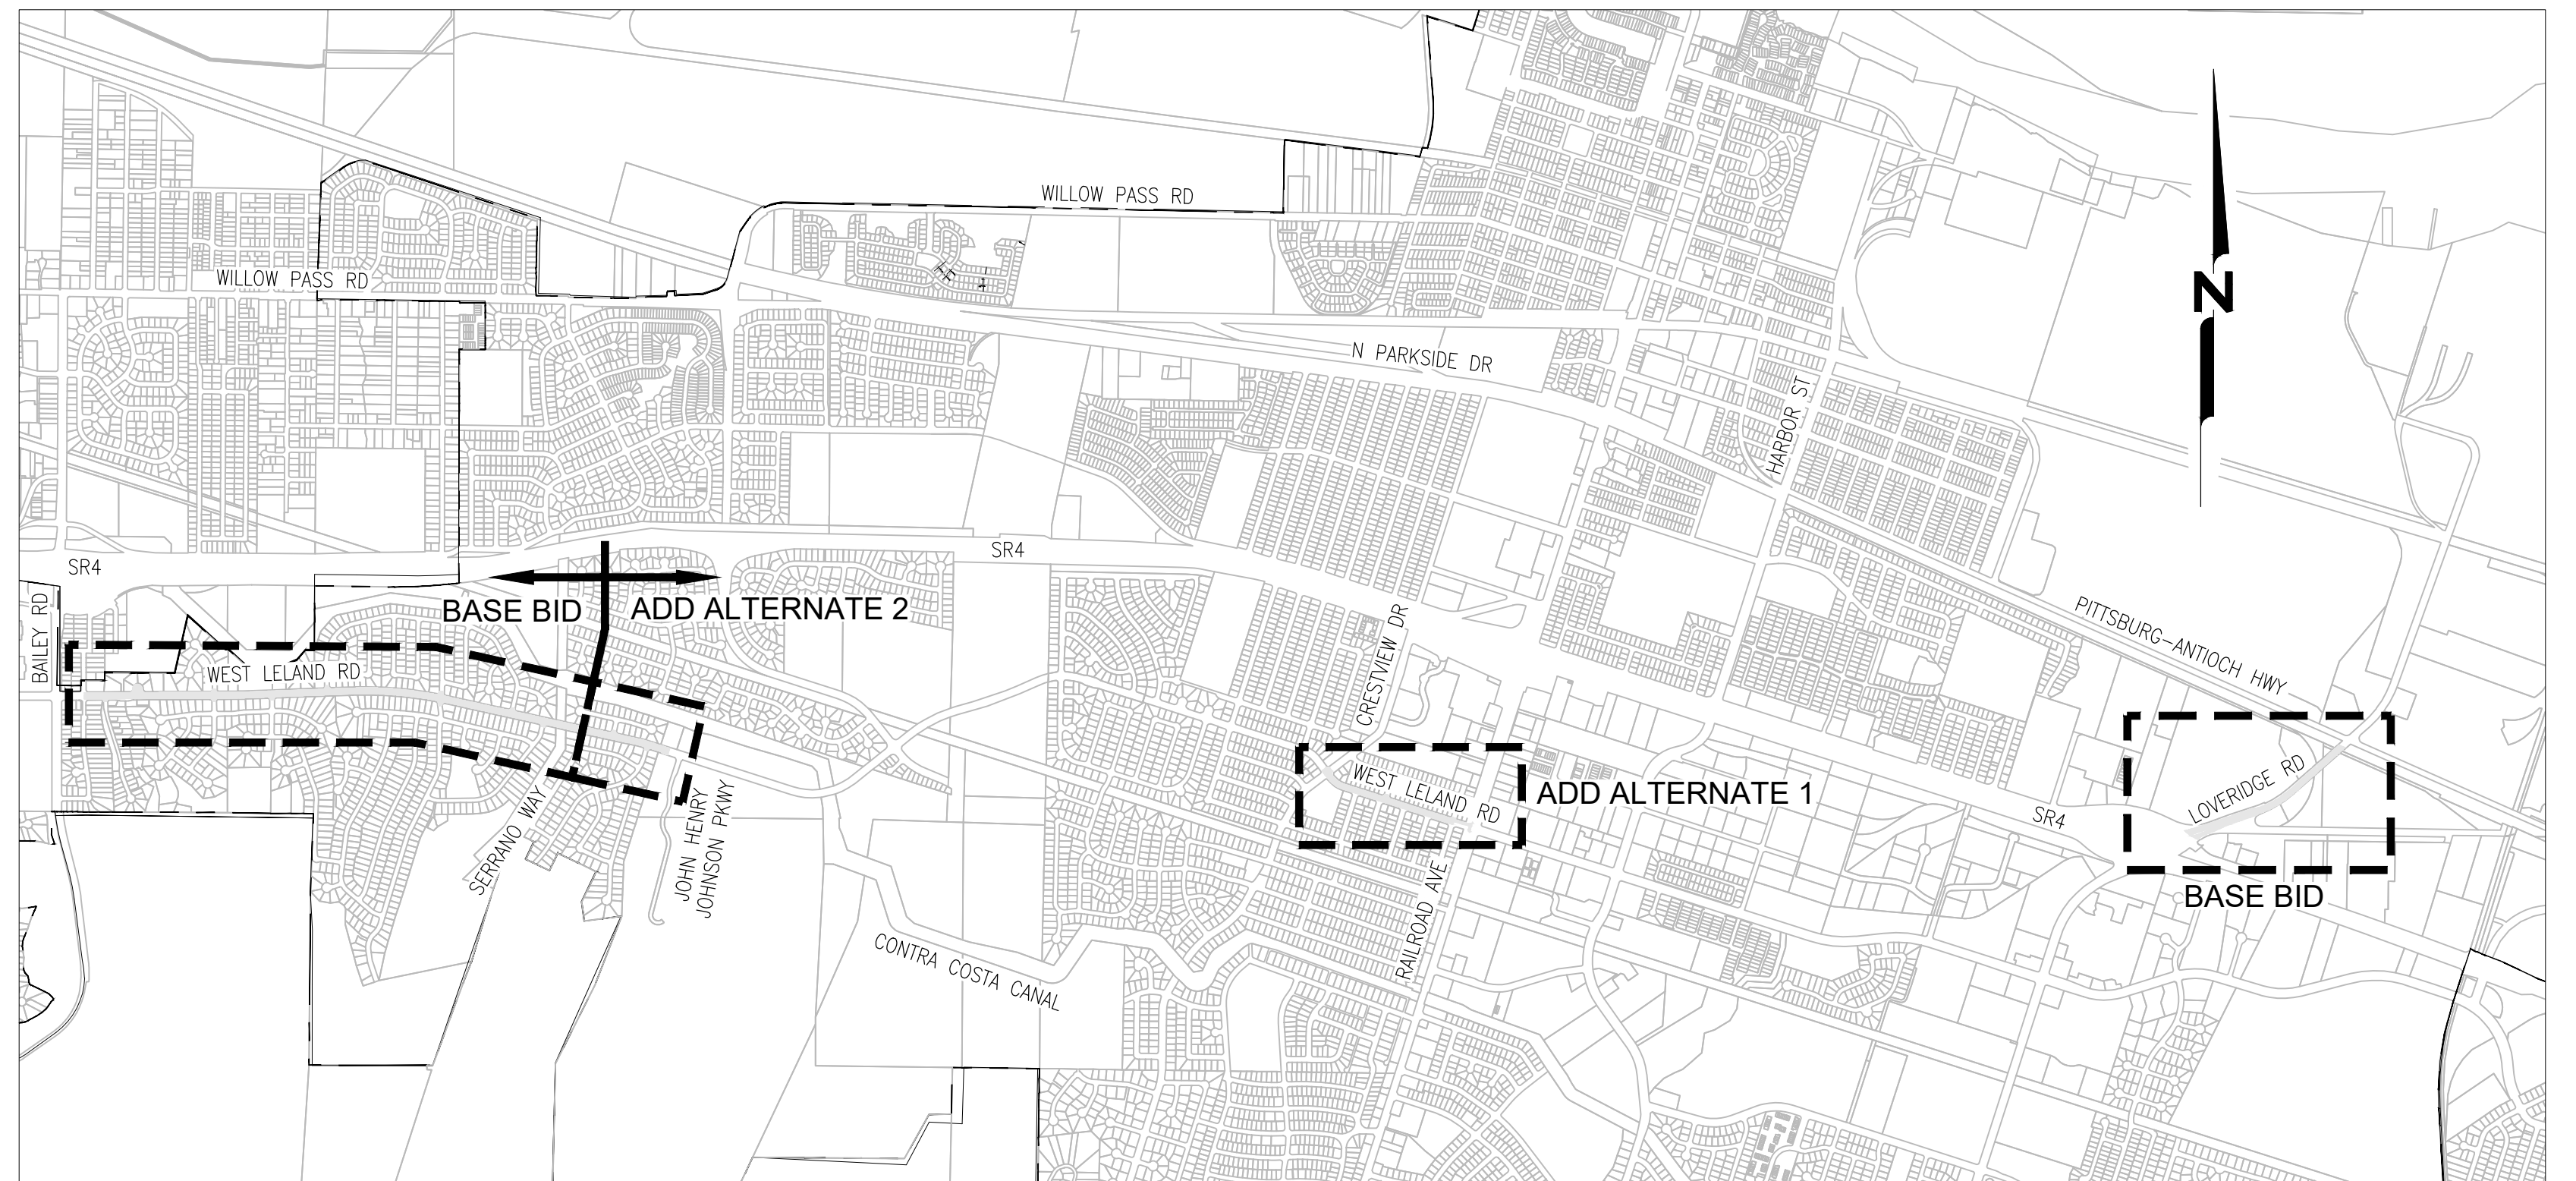 WILLOW PASS RD
WILLOW PASS RD
N
N PARKSIDE DR
HARBOR ST
SR4
SR4
BAILEY RD
BASE BID
ADD ALTERNATE 2
PITTSBURG-ANTIOCH HWY
CRESTVIEW DR
WEST LELAND RD
WEST LELAND RD
ADD ALTERNATE 1
LOVERIDGE RD
SR4
SERRANO WAY
JOHN HENRY
JOHNSON PKWY
RAILROAD AVE
BASE BID
CONTRA COSTA CANAL